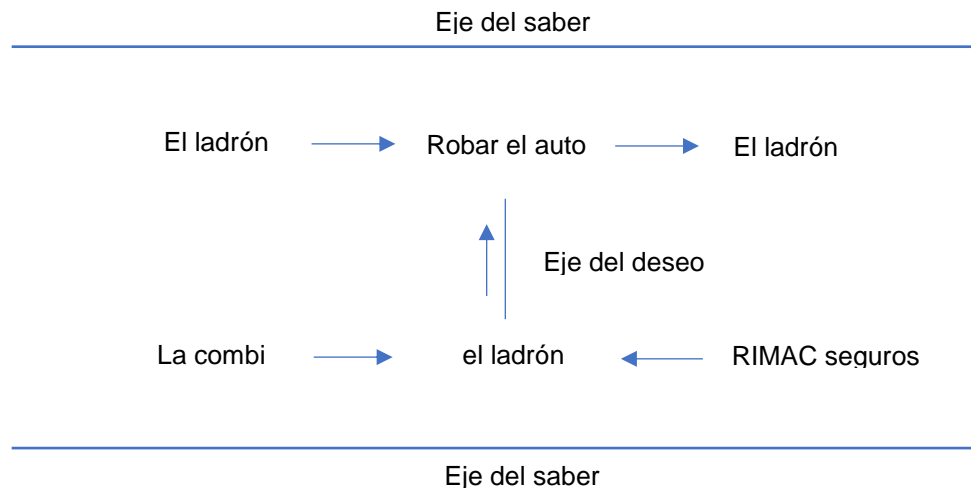 Eje del saber
El ladrón Robar el auto El ladrón
Eje del deseo
La combi el ladrón RIMAC seguros
Eje del saber